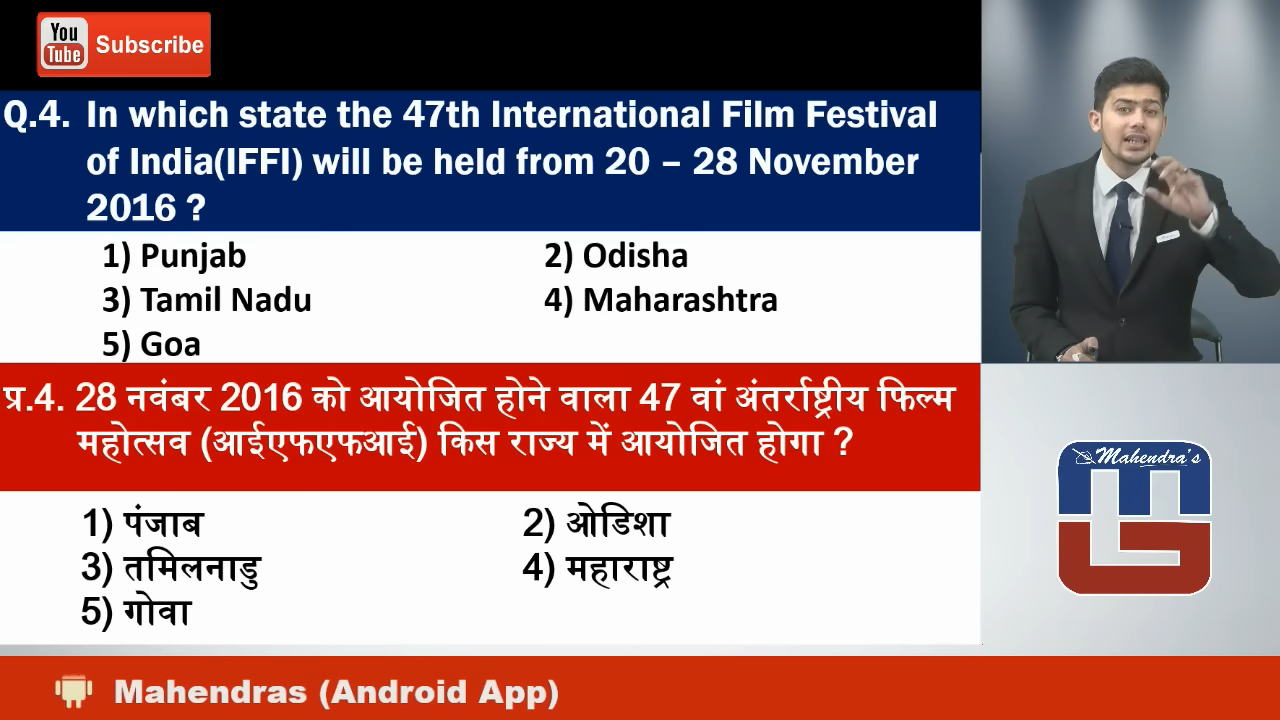 You
Tube
Subscribe
Q.4. In which state the 47th International Film Festival
of India(IFFI) will be held from 20 – 28 November
2016 ?
1) Punjab 2) Odisha
3) Tamil Nadu 4) Maharashtra
5) Goa
प्र.4. 28 नवंबर 2016 को आयोजित होने वाला 47 वां अंतर्राष्ट्रीय फिल्म
महोत्सव (आईएफएफआई) किस राज्य में आयोजित होगा ?
1) पंजाब 2) ओडिशा
3) तमिलनाडु 4) महाराष्ट्र
5) गोवा
Mahendra's
Mahendras (Android App)